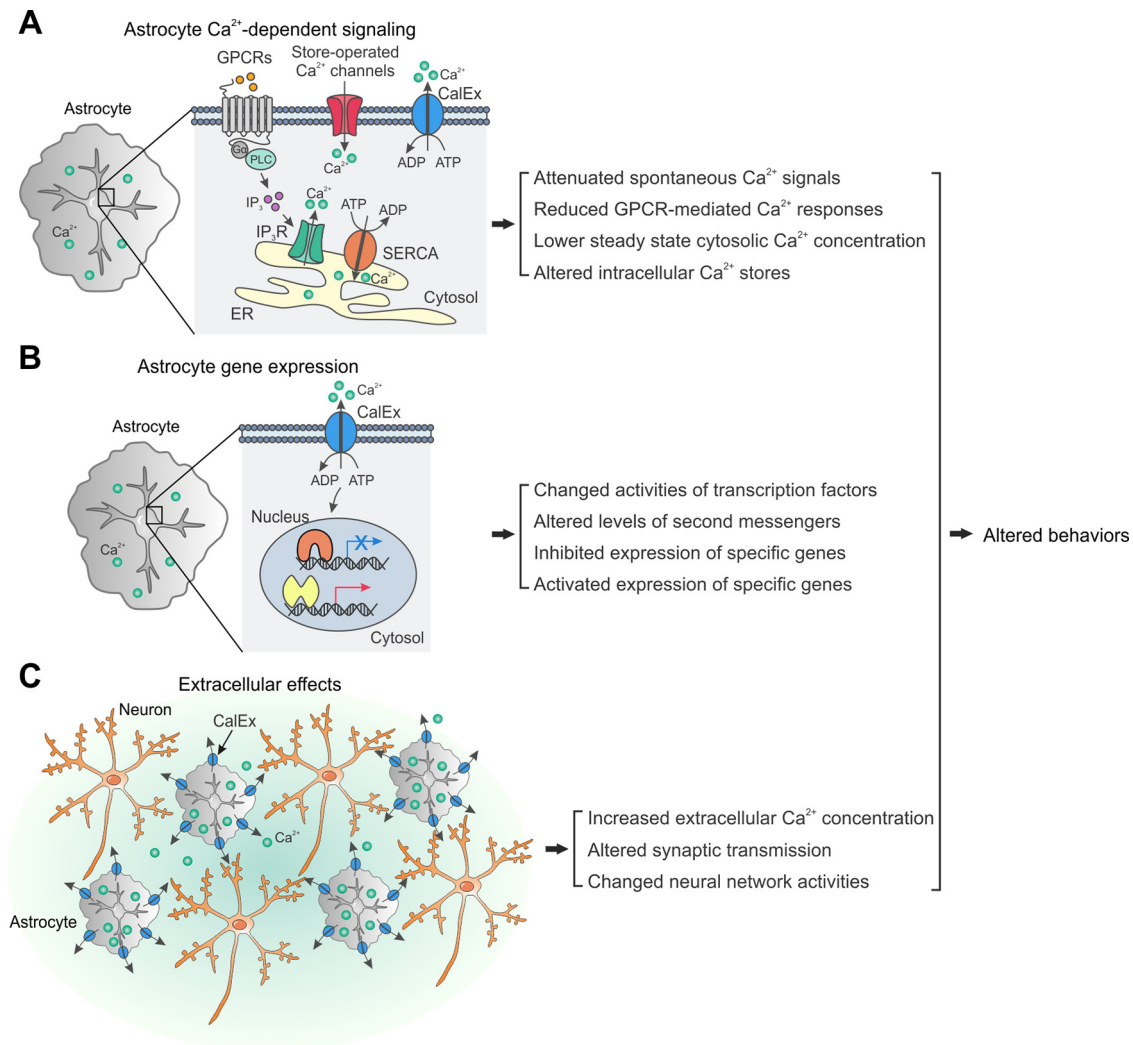 A
Astrocyte Ca²⁺-dependent signaling
GPCRs
Store-operated
Ca²⁺ channels
Ca²⁺
CalEx
Astrocyte
Gα
PLC
Ca²⁺
ADP
ATP
Ca²⁺
IP₃
Ca²⁺
ATP
ADP
IP₃R
SERCA
Ca²⁺
Cytosol
ER
Attenuated spontaneous Ca²⁺ signals
Reduced GPCR-mediated Ca²⁺ responses
Lower steady state cytosolic Ca²⁺ concentration
Altered intracellular Ca²⁺ stores
B
Astrocyte gene expression
Ca²⁺
CalEx
Astrocyte
ADP
ATP
Nucleus
Ca²⁺
Cytosol
Changed activities of transcription factors
Altered levels of second messengers
Inhibited expression of specific genes
Activated expression of specific genes
Altered behaviors
C
Extracellular effects
Neuron
CalEx
Ca²⁺
Astrocyte
Increased extracellular Ca²⁺ concentration
Altered synaptic transmission
Changed neural network activities